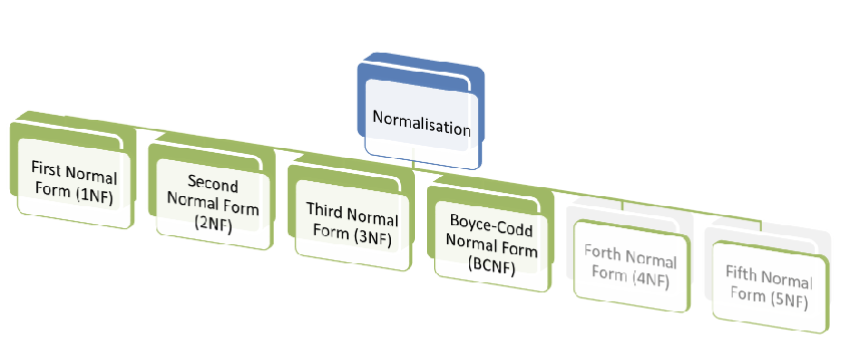 Normalisation
First Normal
Form (1NF)
Second
Normal Form
(2NF)
Third Normal
Form (3NF)
Boyce-Codd
Normal Form
(BCNF)
Forth Normal
Form (4NF)
Fifth Normal
Form (5NF)